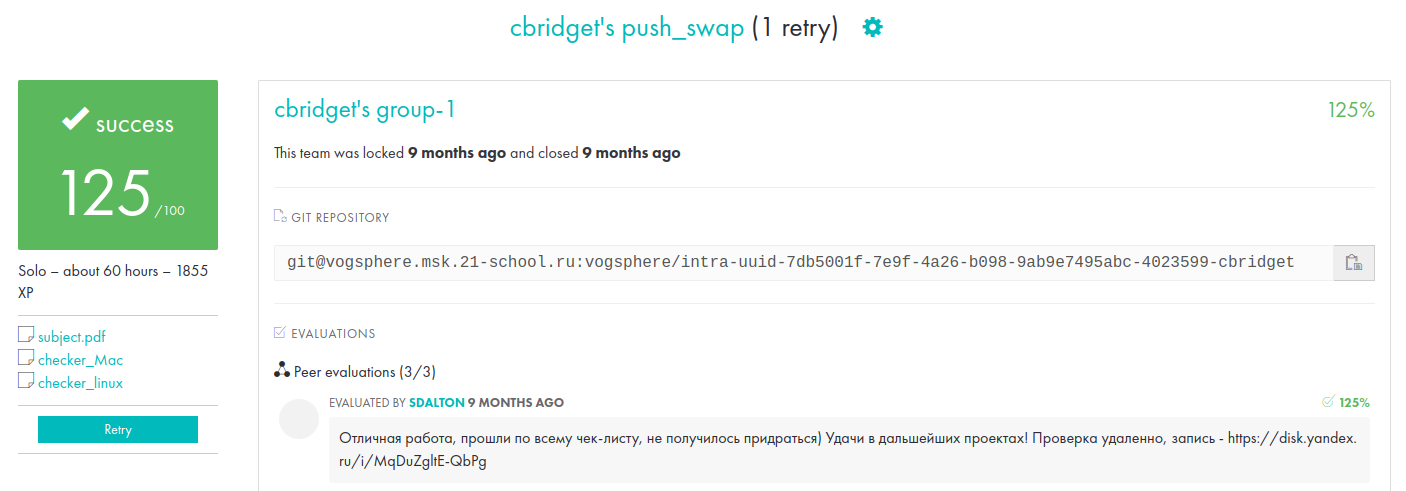 cbridget's push_swap (1 retry)
success
125 /100
Solo – about 60 hours – 1855
XP
subject.pdf
checker_Mac
checker_linux
Retry
cbridget's group-1
125%
This team was locked 9 months ago and closed 9 months ago
GIT REPOSITORY
git@vogsphere.msk.21-school.ru:vogsphere/intra-uuid-7db5001f-7e9f-4a26-b098-9ab9e7495abc-4023599-cbridget
EVALUATIONS
Peer evaluations (3/3)
EVALUATED BY SDALTON 9 MONTHS AGO
125%
Отличная работа, прошли по всему чек-листу, не получилось придраться) Удачи в дальшейших проектах! Проверка удаленно, запись - https://disk.yandex.
ru/i/MqDuZgltE-QbPg